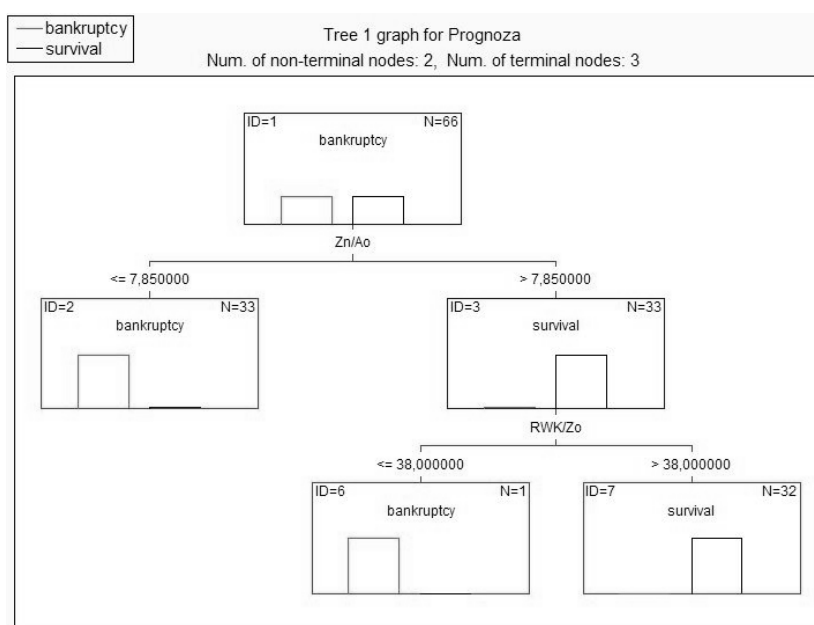 bankruptcy
survival
Tree 1 graph for Prognoza
Num. of non-terminal nodes: 2,  Num. of terminal nodes: 3
ID=1 N=66
bankruptcy
Zn/Ao
<= 7,850000 > 7,850000
ID=2 N=33 ID=3 N=33
bankruptcy survival
RWK/Zo
<= 38,000000 > 38,000000
ID=6 N=1 ID=7 N=32
bankruptcy survival